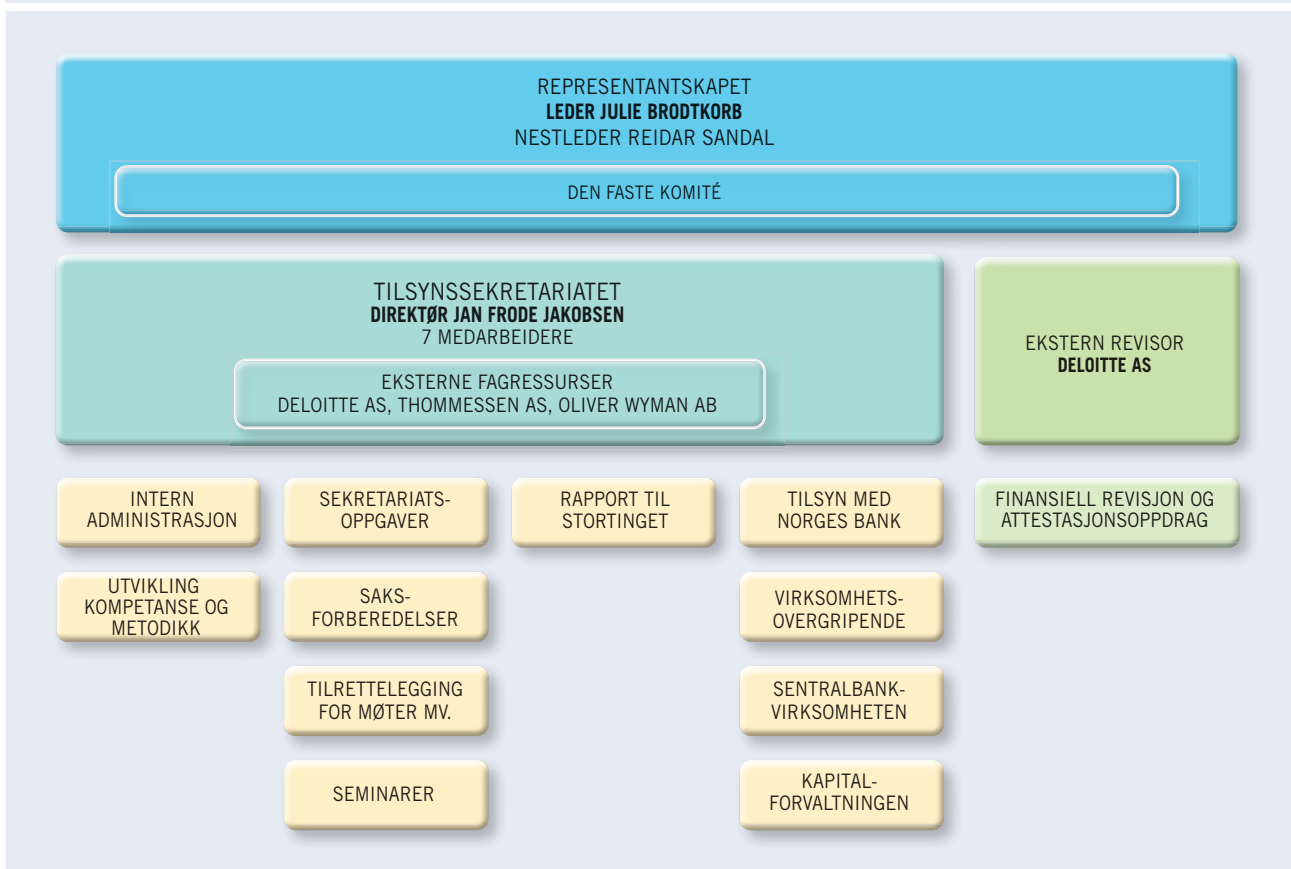 REPRESENTANTSKAPET
LEDER JULIE BRODTKORB
NESTLEDER REIDAR SANDAL
DEN FASTE KOMITÉ
TILSYNSSEKRETARIATET
DIREKTØR JAN FRODE JAKOBSEN
7 MEDARBEIDERE
EKSTERNE FAGRESSURSER
DELOITTE AS, THOMMESSEN AS, OLIVER WYMAN AB
EKSTERN REVISOR
DELOITTE AS
INTERN
ADMINISTRASJON
UTVIKLING
KOMPETANSE OG
METODIKK
SEKRETARIATS-
OPPGAVER
SAKS-
FORBEREDELSER
TILRETTELEGGING
FOR MØTER MV.
SEMINARER
RAPPORT TIL
STORTINGET
TILSYN MED
NORGES BANK
VIRKSOMHETS-
OVERGRIPENDE
SENTRALBANK-
VIRKSOMHETEN
KAPITAL-
FORVALTNINGEN
FINANSIELL REVISJON OG
ATTESTASJONSOPPDRAG